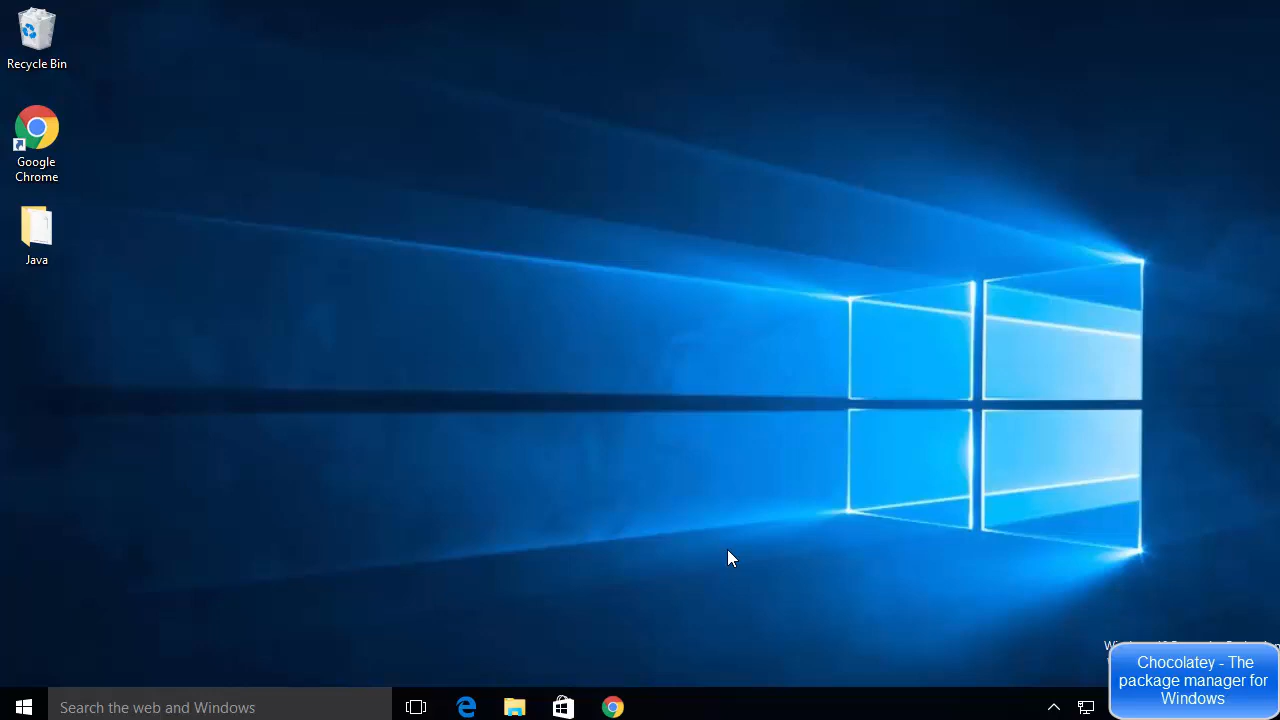 Recycle Bin
Google
Chrome
Java
Chocolatey - The
package manager for
Windows
Search the web and Windows